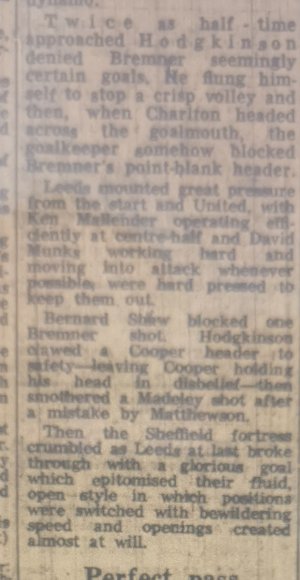 dynamo.
Twice as half-time
approached Hodgkinson
denied Bremner seemingly
certain goals. He flung him-
self to stop a crisp volley and
then, when Charlton headed
across the goalmouth, the
goalkeeper somehow blocked
Bremner's point-blank header.
Leeds mounted great pressure
from the start and United, with
Ken Mallender operating effi-
ciently at centre-half and David
Munks working hard and
moving into attack whenever
possible, were hard pressed to
keep them out.
Bernard Shaw blocked one
Bremner shot. Hodgkinson
clawed a Cooper header to
safety—leaving Cooper holding
his head in disbelief—then
smothered a Madeley shot after
a mistake by Matthewson.
Then the Sheffield fortress
crumbled as Leeds at last broke
through with a glorious goal
which epitomised their fluid,
open style in which positions
were switched with bewildering
speed and openings created
almost at will.
Perfect pass